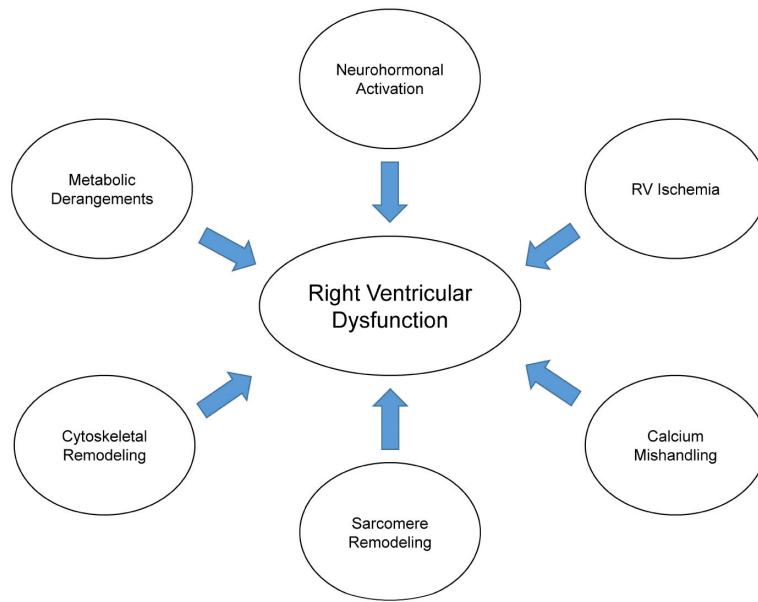 Neurohormonal
Activation
Metabolic
Derangements
RV Ischemia
Right Ventricular
Dysfunction
Cytoskeletal
Remodeling
Calcium
Mishandling
Sarcomere
Remodeling